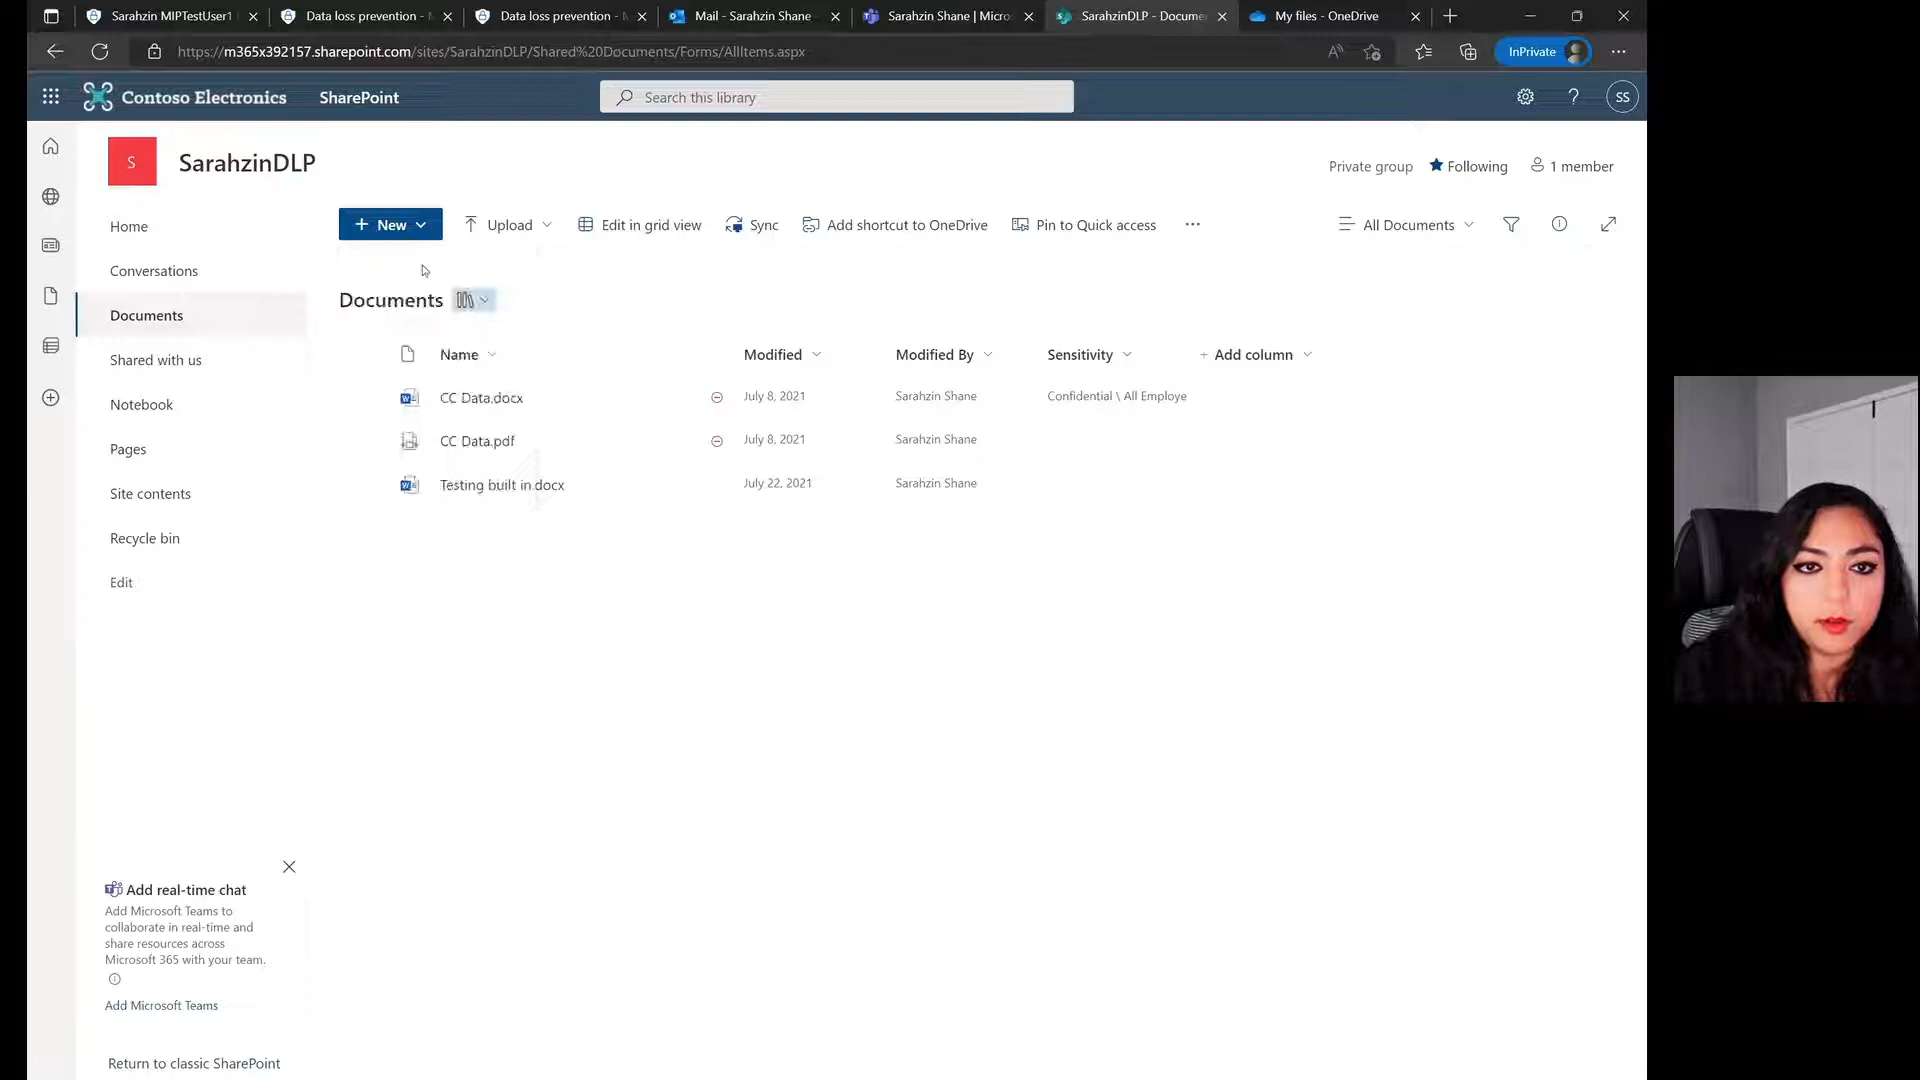 Sarahzin MIPTestUser1
Data loss prevention -
Data loss prevention -
Mail - Sarahzin Shane
Sarahzin Shane | Micro
SarahzinDLP - Docume
My files - OneDrive
https://m365x392157.sharepoint.com/sites/SarahzinDLP/Shared%20Documents/Forms/AllItems.aspx
InPrivate
Contoso Electronics
SharePoint
Search this library
SS
S
SarahzinDLP
Private group
Following
1 member
Home
Conversations
Documents
Shared with us
Notebook
Pages
Site contents
Recycle bin
Edit
+ New
Upload
Edit in grid view
Sync
Add shortcut to OneDrive
Pin to Quick access
...
All Documents
Documents
Name Modified Modified By Sensitivity + Add column
CC Data.docx July 8, 2021 Sarahzin Shane Confidential \ All Employe
CC Data.pdf July 8, 2021 Sarahzin Shane
Testing built in.docx July 22, 2021 Sarahzin Shane
Add real-time chat
Add Microsoft Teams to
collaborate in real-time and
share resources across
Microsoft 365 with your team.
Add Microsoft Teams
Return to classic SharePoint